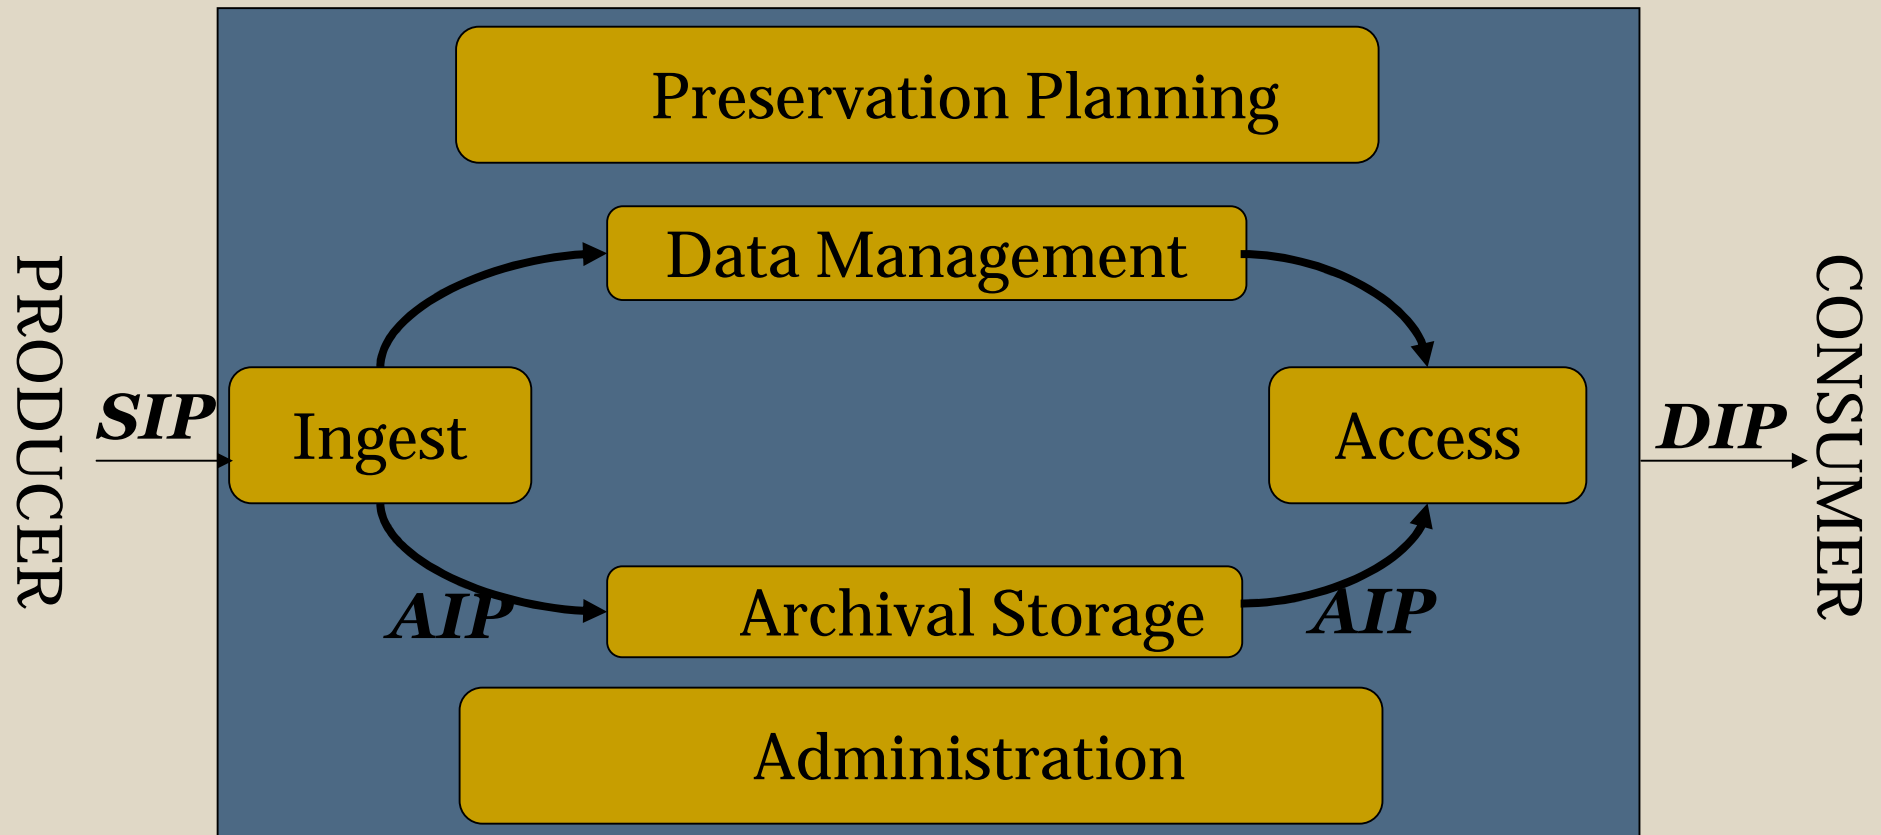 Preservation Planning
Data Management
PRODUCER
SIP
Ingest
Access
DIP
CONSUMER
AIP
Archival Storage
AIP
Administration